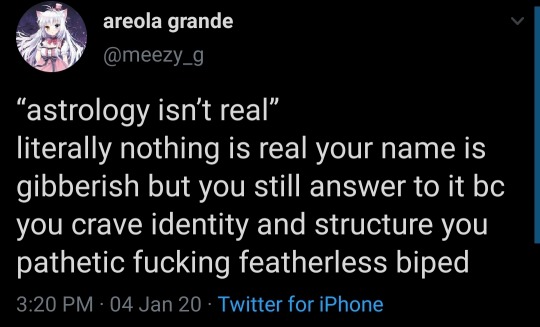 areola grande
@meezy_g
“astrology isn’t real”
literally nothing is real your name is
gibberish but you still answer to it bc
you crave identity and structure you
pathetic fucking featherless biped
3:20 PM · 04 Jan 20 · Twitter for iPhone